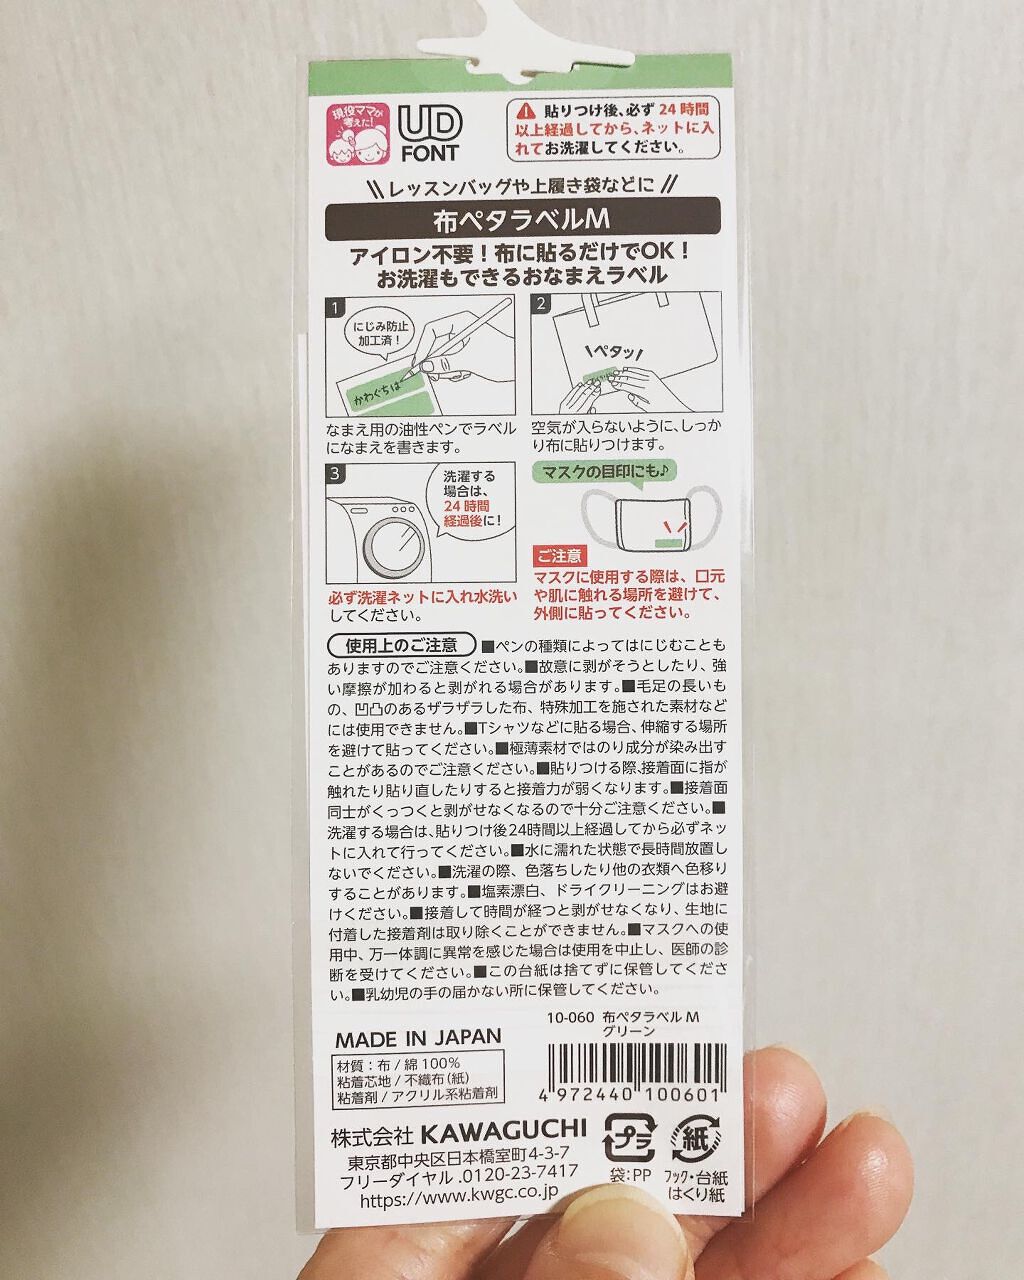 現役ママが
考えた!
UD
FONT
貼りつけ後、必ず 24 時間
以上経過してから、ネットに入
れてお洗濯してください。
\\ レッスンバッグや上履き袋などに //
布ペタラベルM
アイロン不要!布に貼るだけでOK!
お洗濯もできるおなまえラベル
1
にじみ防止
加工済!
かわぐちは
なまえ用の油性ペンでラベル
になまえを書きます。
2
\ペタッ/
空気が入らないように、しっか
り布に貼りつけます。
3
洗濯する
場合は、
24 時間
経過後に!
必ず洗濯ネットに入れ水洗い
してください。
マスクの目印にも♪
ご注意
マスクに使用する際は、口元
や肌に触れる場所を避けて、
外側に貼ってください。
使用上のご注意 ■ペンの種類によってはにじむことも
ありますのでご注意ください。■故意に剥がそうとしたり、強
い摩擦が加わると剥がれる場合があります。■毛足の長いも
の、凹凸のあるザラザラした布、特殊加工を施された素材など
には使用できません。■Tシャツなどに貼る場合、伸縮する場所
を避けて貼ってください。■極薄素材ではのり成分が染み出す
ことがあるのでご注意ください。■貼りつける際、接着面に指が
触れたり貼り直したりすると接着力が弱くなります。■接着面
同士がくっつくと剥がせなくなるので十分ご注意ください。■
洗濯する場合は、貼りつけ後24時間以上経過してから必ずネッ
トに入れて行ってください。■水に濡れた状態で長時間放置し
ないでください。■洗濯の際、色落ちしたり他の衣類へ色移り
することがあります。■塩素漂白、ドライクリーニングはお避
けください。■接着して時間が経つと剥がせなくなり、生地に
付着した接着剤は取り除くことができません。■マスクへの使
用中、万一体調に異常を感じた場合は使用を中止し、医師の診
断を受けてください。■この台紙は捨てずに保管してくださ
い。■乳幼児の手の届かない所に保管してください。
10-060 布ペタラベル M
グリーン
MADE IN JAPAN
材質:布 / 綿 100%
粘着芯地 / 不織布(紙)
粘着剤 / アクリル系粘着剤
4 972440 100601
株式会社 KAWAGUCHI
東京都中央区日本橋室町4-3-7
フリーダイヤル.0120-23-7417
https://www.kwgc.co.jp
プラ
袋:PP
紙
フック・台紙
はくり紙